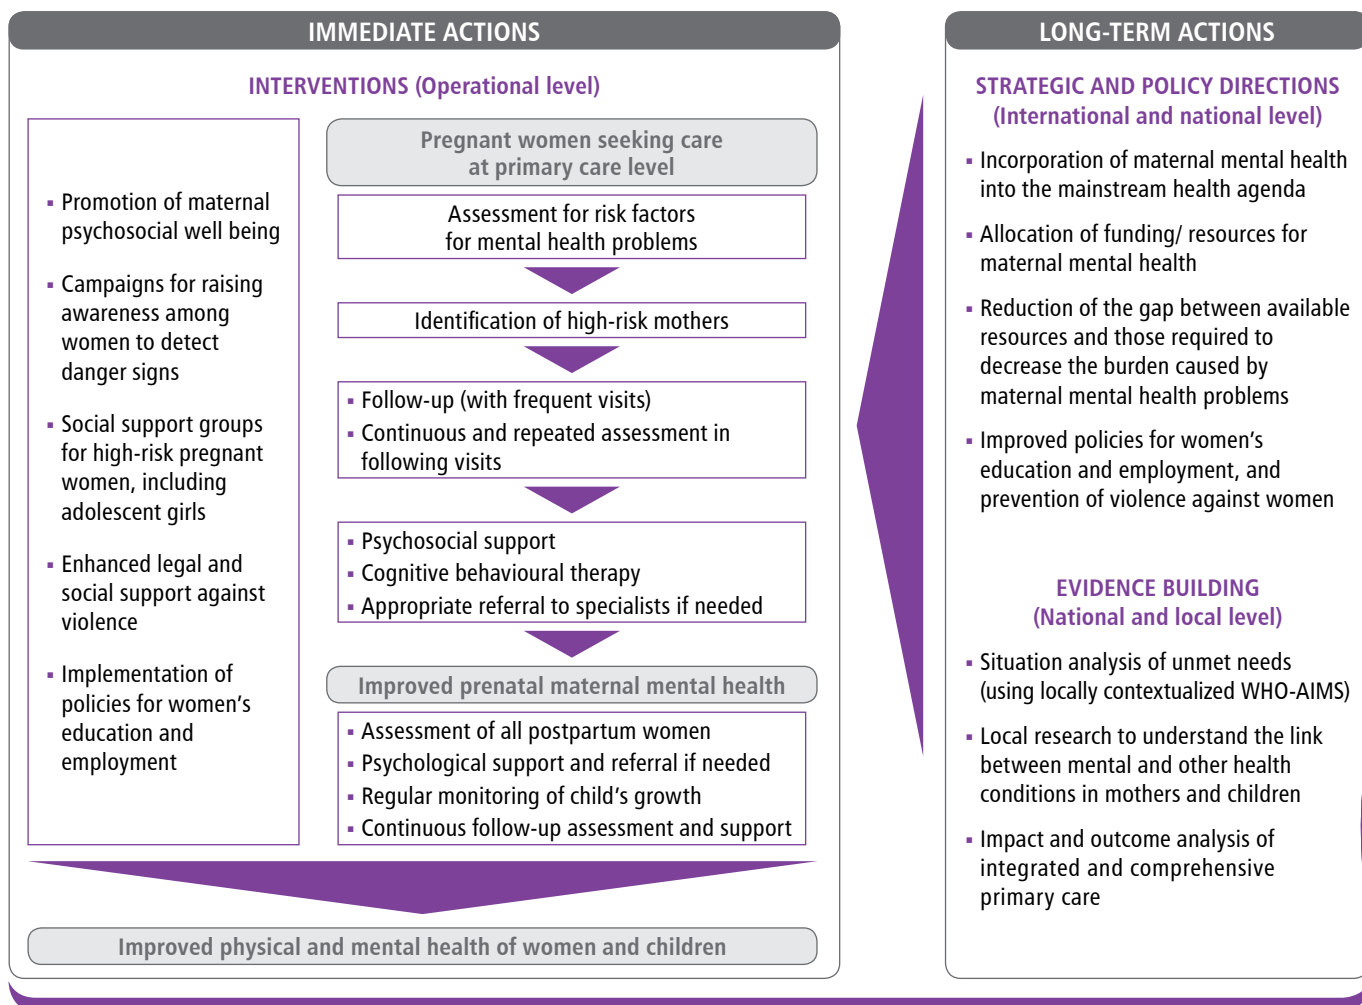 IMMEDIATE ACTIONS
INTERVENTIONS (Operational level)
▪ Promotion of maternal
psychosocial well being
▪ Campaigns for raising
awareness among
women to detect
danger signs
▪ Social support groups
for high-risk pregnant
women, including
adolescent girls
▪ Enhanced legal and
social support against
violence
▪ Implementation of
policies for women's
education and
employment
Pregnant women seeking care
at primary care level
Assessment for risk factors
for mental health problems
Identification of high-risk mothers
▪ Follow-up (with frequent visits)
▪ Continuous and repeated assessment in
following visits
▪ Psychosocial support
▪ Cognitive behavioural therapy
▪ Appropriate referral to specialists if needed
Improved prenatal maternal mental health
▪ Assessment of all postpartum women
▪ Psychological support and referral if needed
▪ Regular monitoring of child's growth
▪ Continuous follow-up assessment and support
Improved physical and mental health of women and children
LONG-TERM ACTIONS
STRATEGIC AND POLICY DIRECTIONS
(International and national level)
▪ Incorporation of maternal mental health
into the mainstream health agenda
▪ Allocation of funding/ resources for
maternal mental health
▪ Reduction of the gap between available
resources and those required to
decrease the burden caused by
maternal mental health problems
▪ Improved policies for women's
education and employment, and
prevention of violence against women
EVIDENCE BUILDING
(National and local level)
▪ Situation analysis of unmet needs
(using locally contextualized WHO-AIMS)
▪ Local research to understand the link
between mental and other health
conditions in mothers and children
▪ Impact and outcome analysis of
integrated and comprehensive
primary care